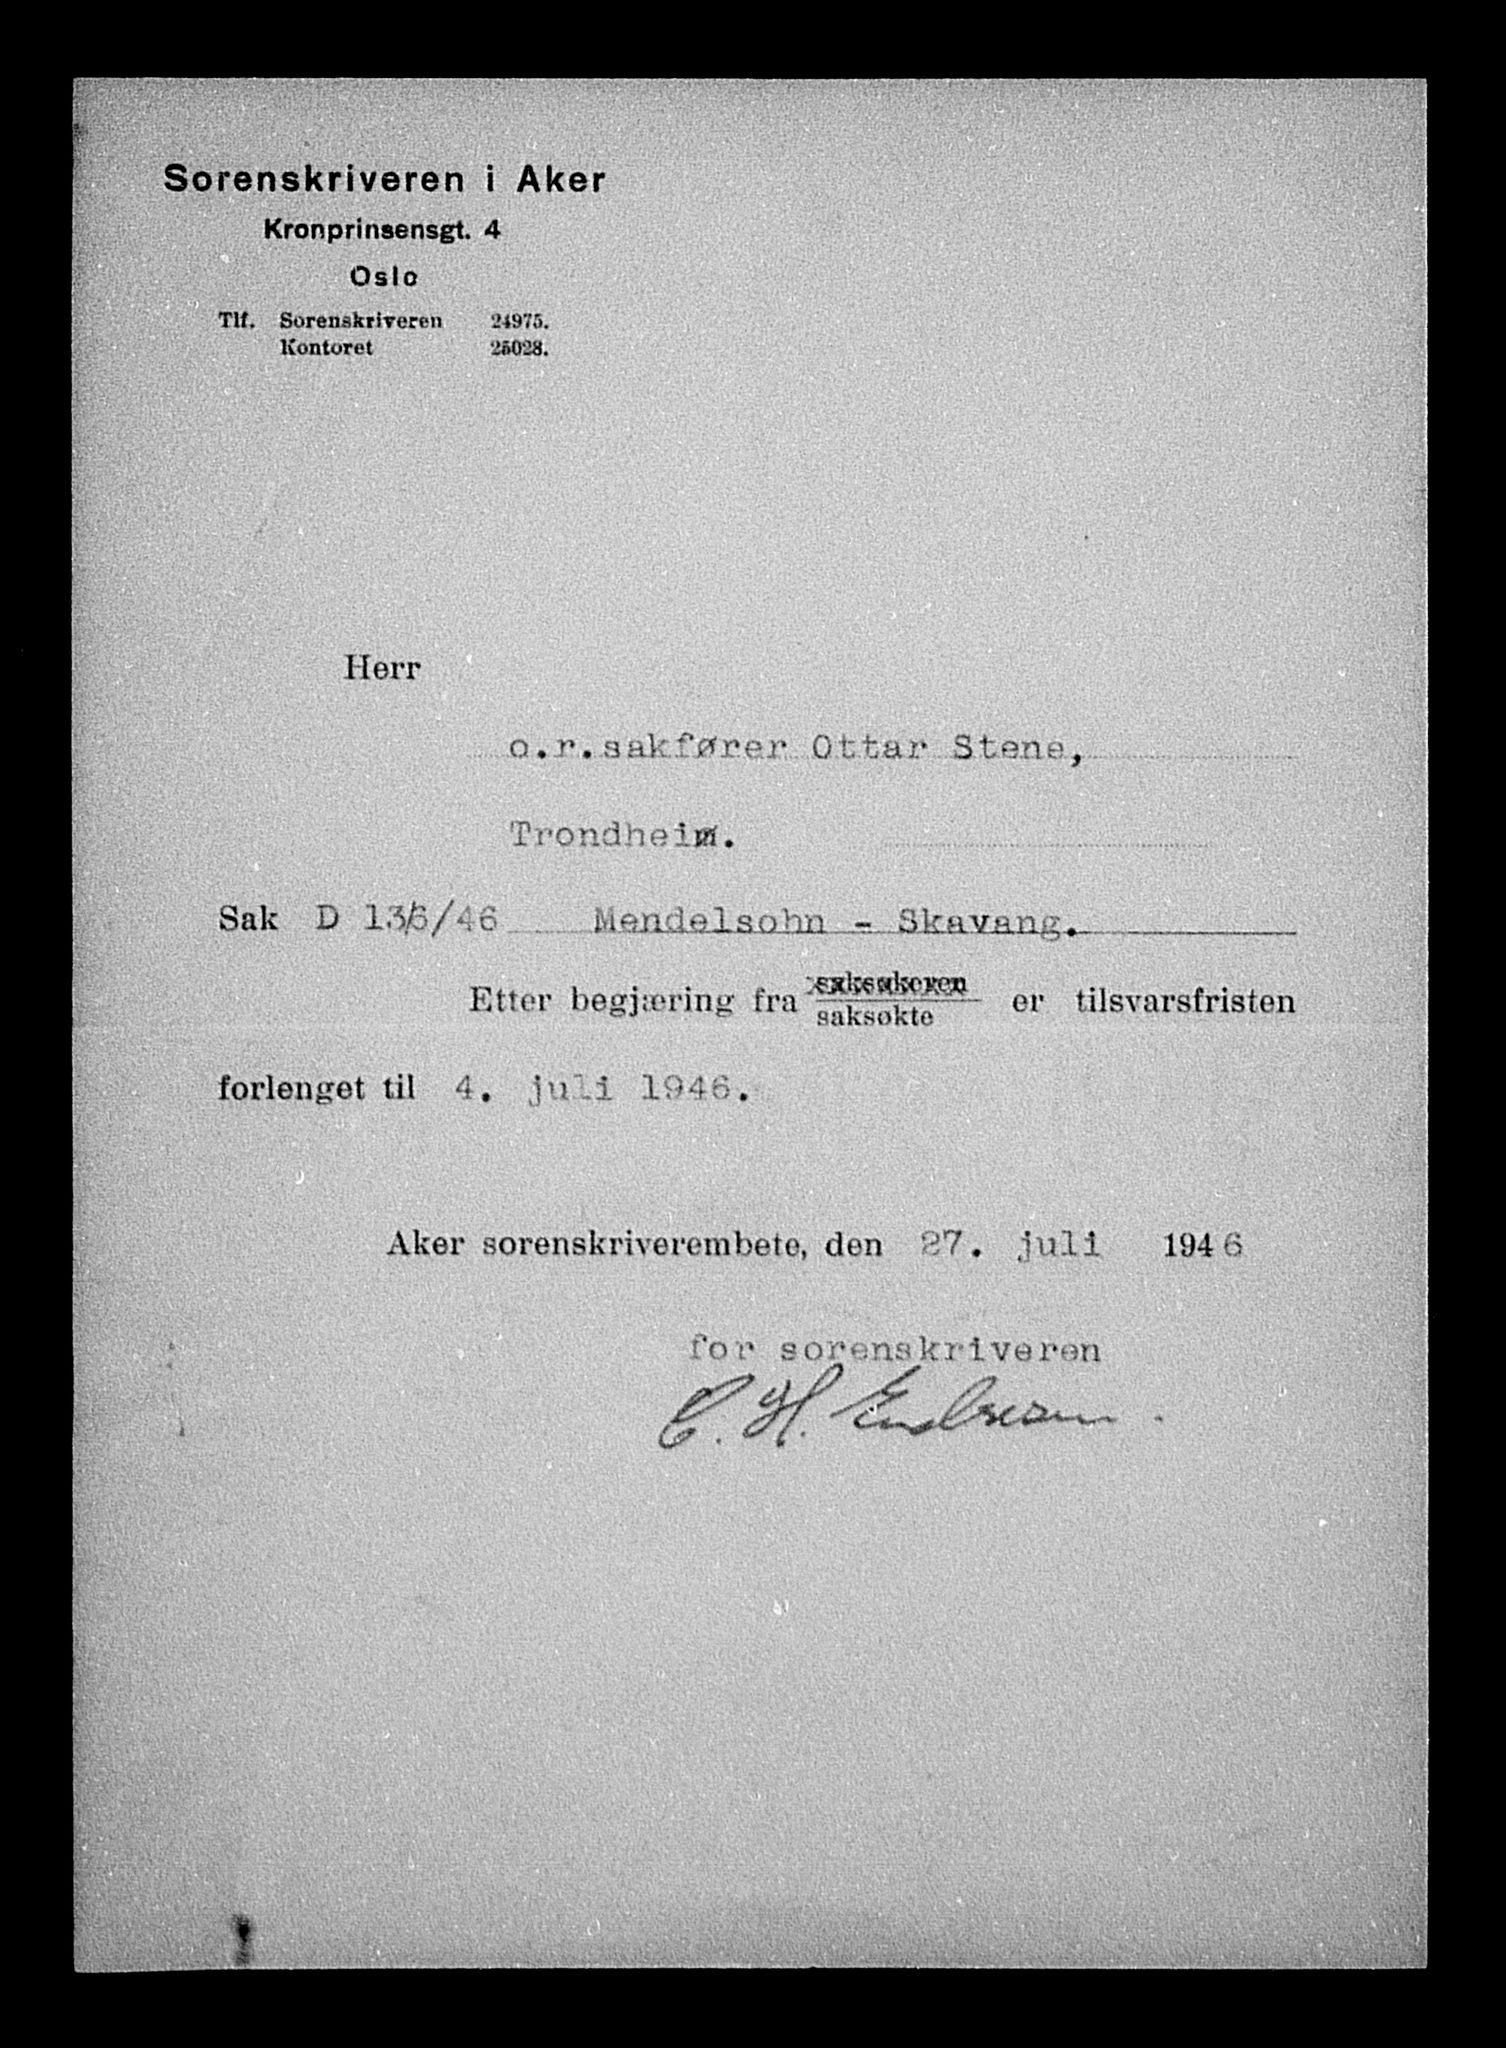 Sorenskriveren i Aker
Kronprinsensgt. 4
Oslo
Tlf. Sorenskriveren 24975.
Kontoret 25028.
Herr
o.r.sakfører Ottar Stene,
Trondheim.
Sak D 136/46 Mendelsohn - Skavang.
saksøkeren
Etter begjæring fra er tilsvarsfristen
saksøkte
forlenget til 4. juli 1946.
Aker sorenskriverembete, den 27. juli 1946
for sorenskriveren
C. H. Endresen.